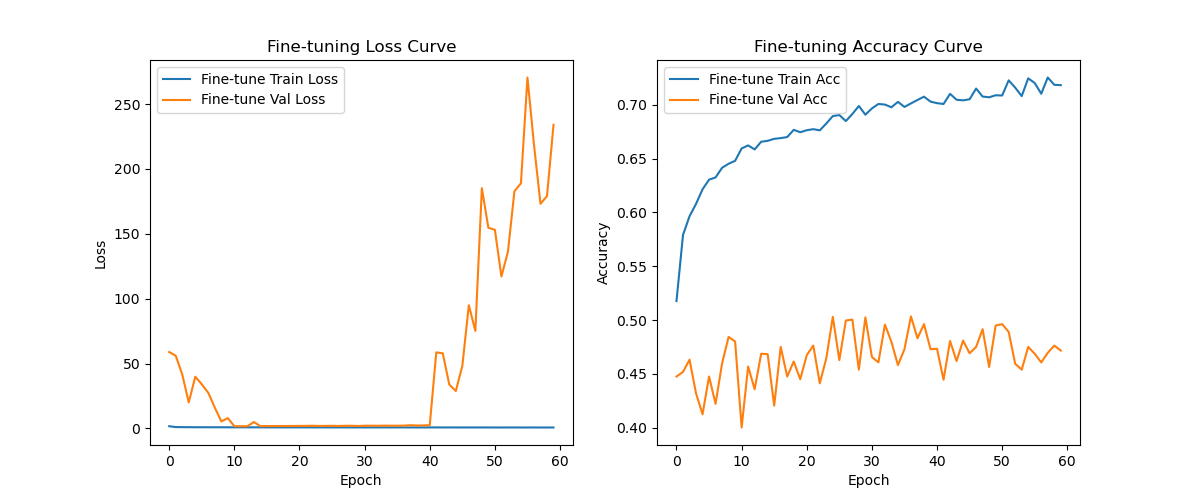 Fine-tuning Loss Curve
Fine-tune Train Loss
Fine-tune Val Loss
250
200
150
100
50
0
Loss
0 10 20 30 40 50 60
Epoch
Fine-tuning Accuracy Curve
Fine-tune Train Acc
Fine-tune Val Acc
0.70
0.65
0.60
0.55
0.50
0.45
0.40
Accuracy
0 10 20 30 40 50 60
Epoch